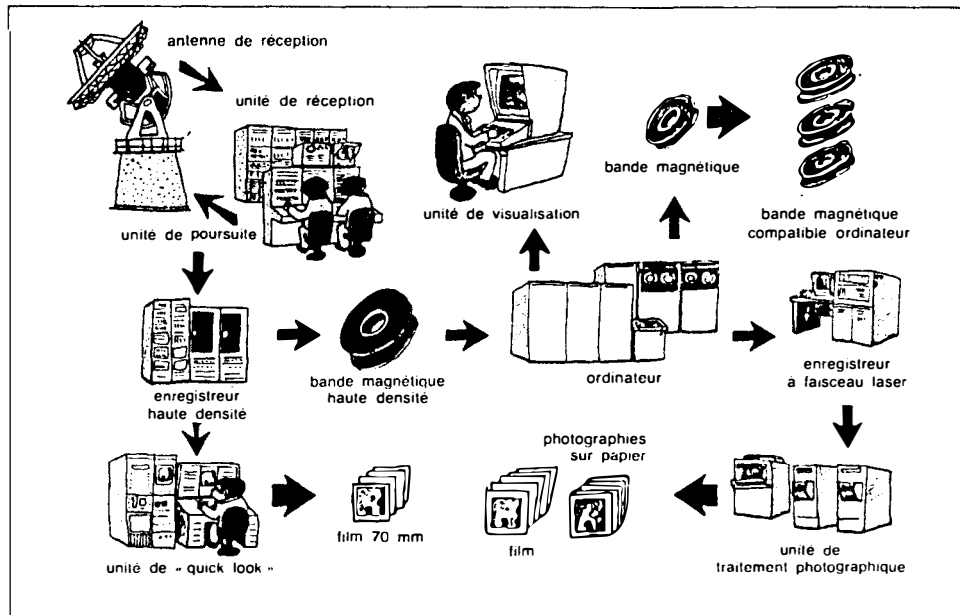 antenne de réception
unité de réception
unité de poursuite
unité de visualisation
bande magnétique
bande magnétique
compatible ordinateur
enregistreur
haute densité
bande magnétique
haute densité
ordinateur
enregistreur
à faisceau laser
unité de « quick look »
film 70 mm
photographies
sur papier
film
unité de
traitement photographique